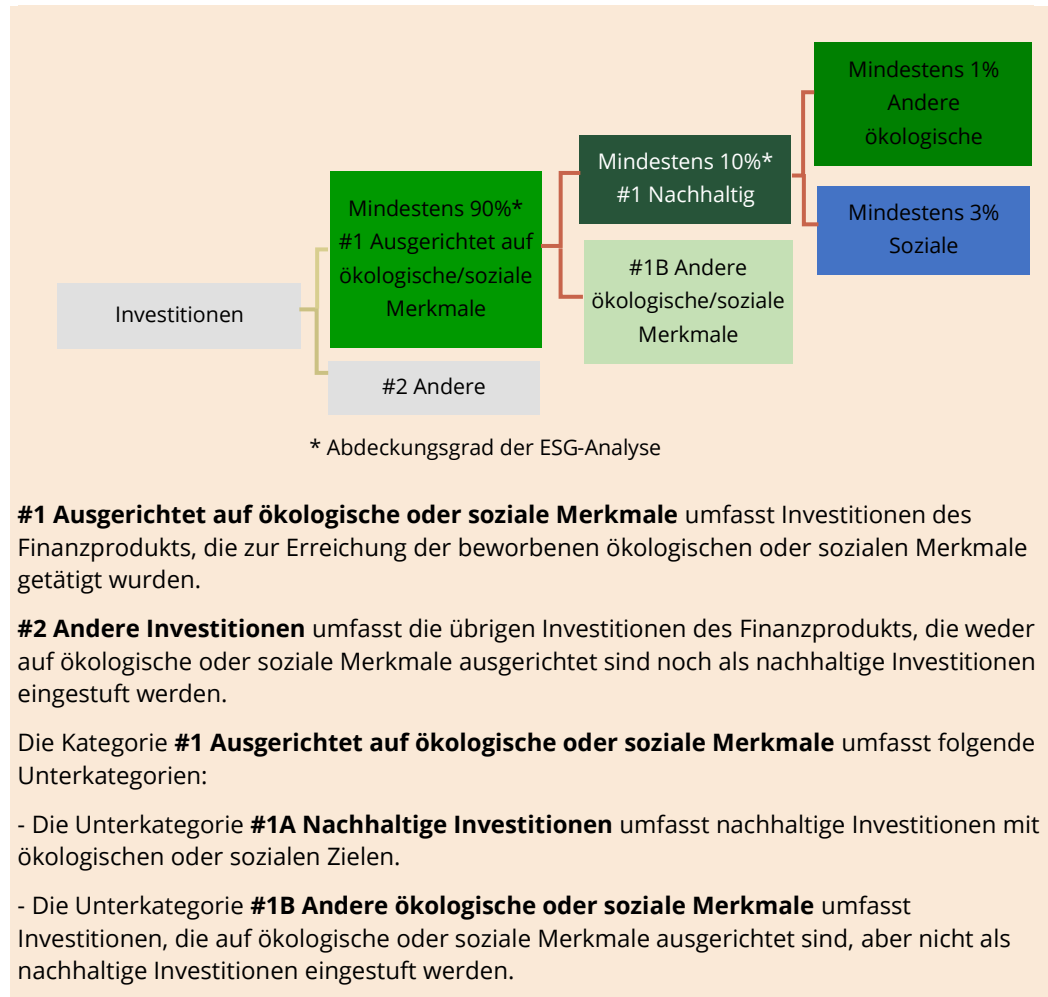 Mindestens 1%
Andere
ökologische
Mindestens 10%*
#1 Nachhaltig
Mindestens 90%*
#1 Ausgerichtet auf
ökologische/soziale
Merkmale
Mindestens 3%
Soziale
#1B Andere
ökologische/soziale
Merkmale
Investitionen
#2 Andere
* Abdeckungsgrad der ESG-Analyse
#1 Ausgerichtet auf ökologische oder soziale Merkmale umfasst Investitionen des
Finanzprodukts, die zur Erreichung der beworbenen ökologischen oder sozialen Merkmale
getätigt wurden.
#2 Andere Investitionen umfasst die übrigen Investitionen des Finanzprodukts, die weder
auf ökologische oder soziale Merkmale ausgerichtet sind noch als nachhaltige Investitionen
eingestuft werden.
Die Kategorie #1 Ausgerichtet auf ökologische oder soziale Merkmale umfasst folgende
Unterkategorien:
- Die Unterkategorie #1A Nachhaltige Investitionen umfasst nachhaltige Investitionen mit
ökologischen oder sozialen Zielen.
- Die Unterkategorie #1B Andere ökologische oder soziale Merkmale umfasst
Investitionen, die auf ökologische oder soziale Merkmale ausgerichtet sind, aber nicht als
nachhaltige Investitionen eingestuft werden.